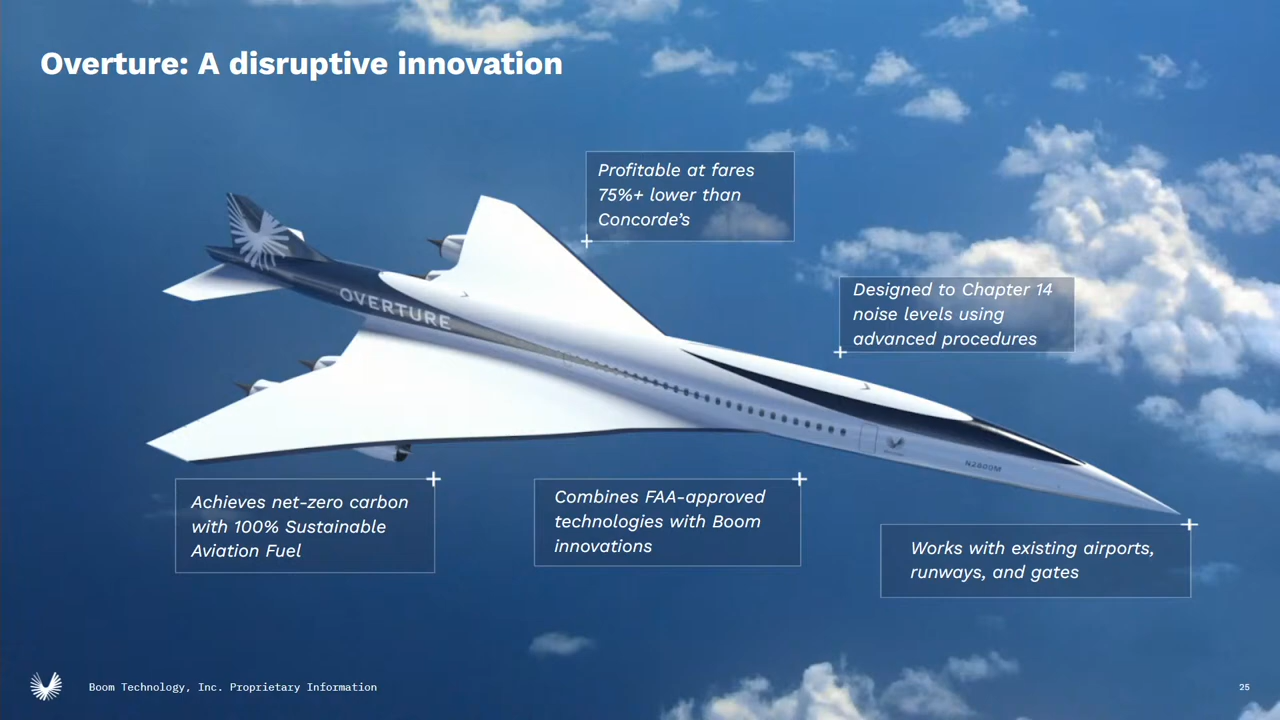 Overture: A disruptive innovation
Profitable at fares
75%+ lower than
Concorde's
Designed to Chapter 14
noise levels using
advanced procedures
OVERTURE
N2800M
Achieves net-zero carbon
with 100% Sustainable
Aviation Fuel
Combines FAA-approved
technologies with Boom
innovations
Works with existing airports,
runways, and gates
Boom Technology, Inc. Proprietary Information
25